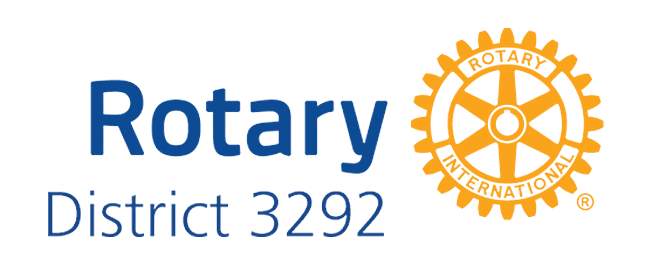 Rotary
District 3292
ROTARY
INTERNATIONAL
®